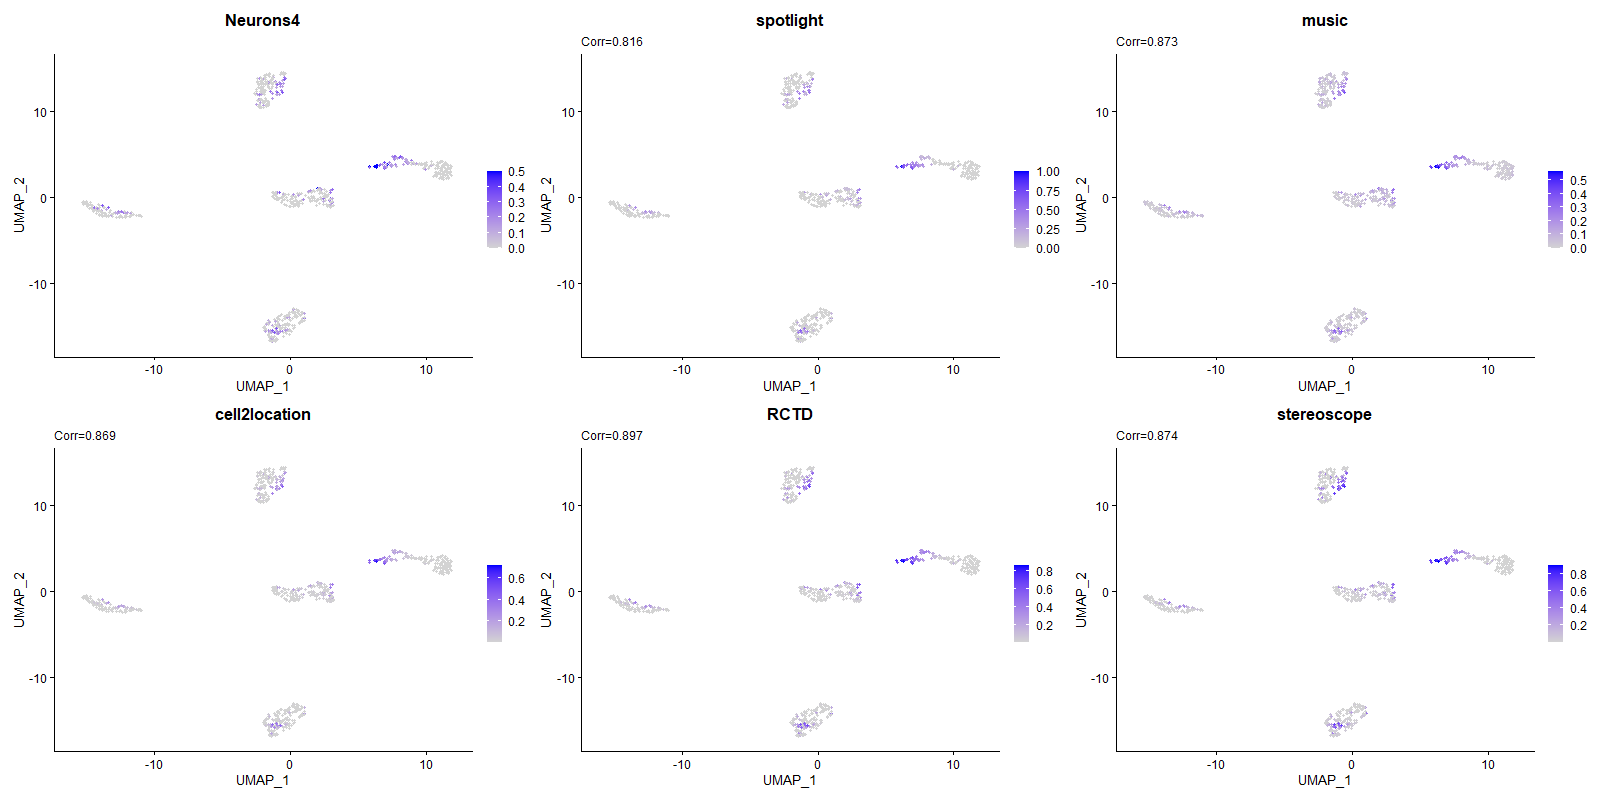 Neurons4
10
0
-10
UMAP_2
-10
0
10
UMAP_1
0.5
0.4
0.3
0.2
0.1
0.0
spotlight
Corr=0.816
10
0
-10
UMAP_2
-10
0
10
UMAP_1
1.00
0.75
0.50
0.25
0.00
music
Corr=0.873
10
0
-10
UMAP_2
-10
0
10
UMAP_1
0.5
0.4
0.3
0.2
0.1
0.0
cell2location
Corr=0.869
10
0
-10
UMAP_2
-10
0
10
UMAP_1
0.6
0.4
0.2
RCTD
Corr=0.897
10
0
-10
UMAP_2
-10
0
10
UMAP_1
0.8
0.6
0.4
0.2
stereoscope
Corr=0.874
10
0
-10
UMAP_2
-10
0
10
UMAP_1
0.8
0.6
0.4
0.2